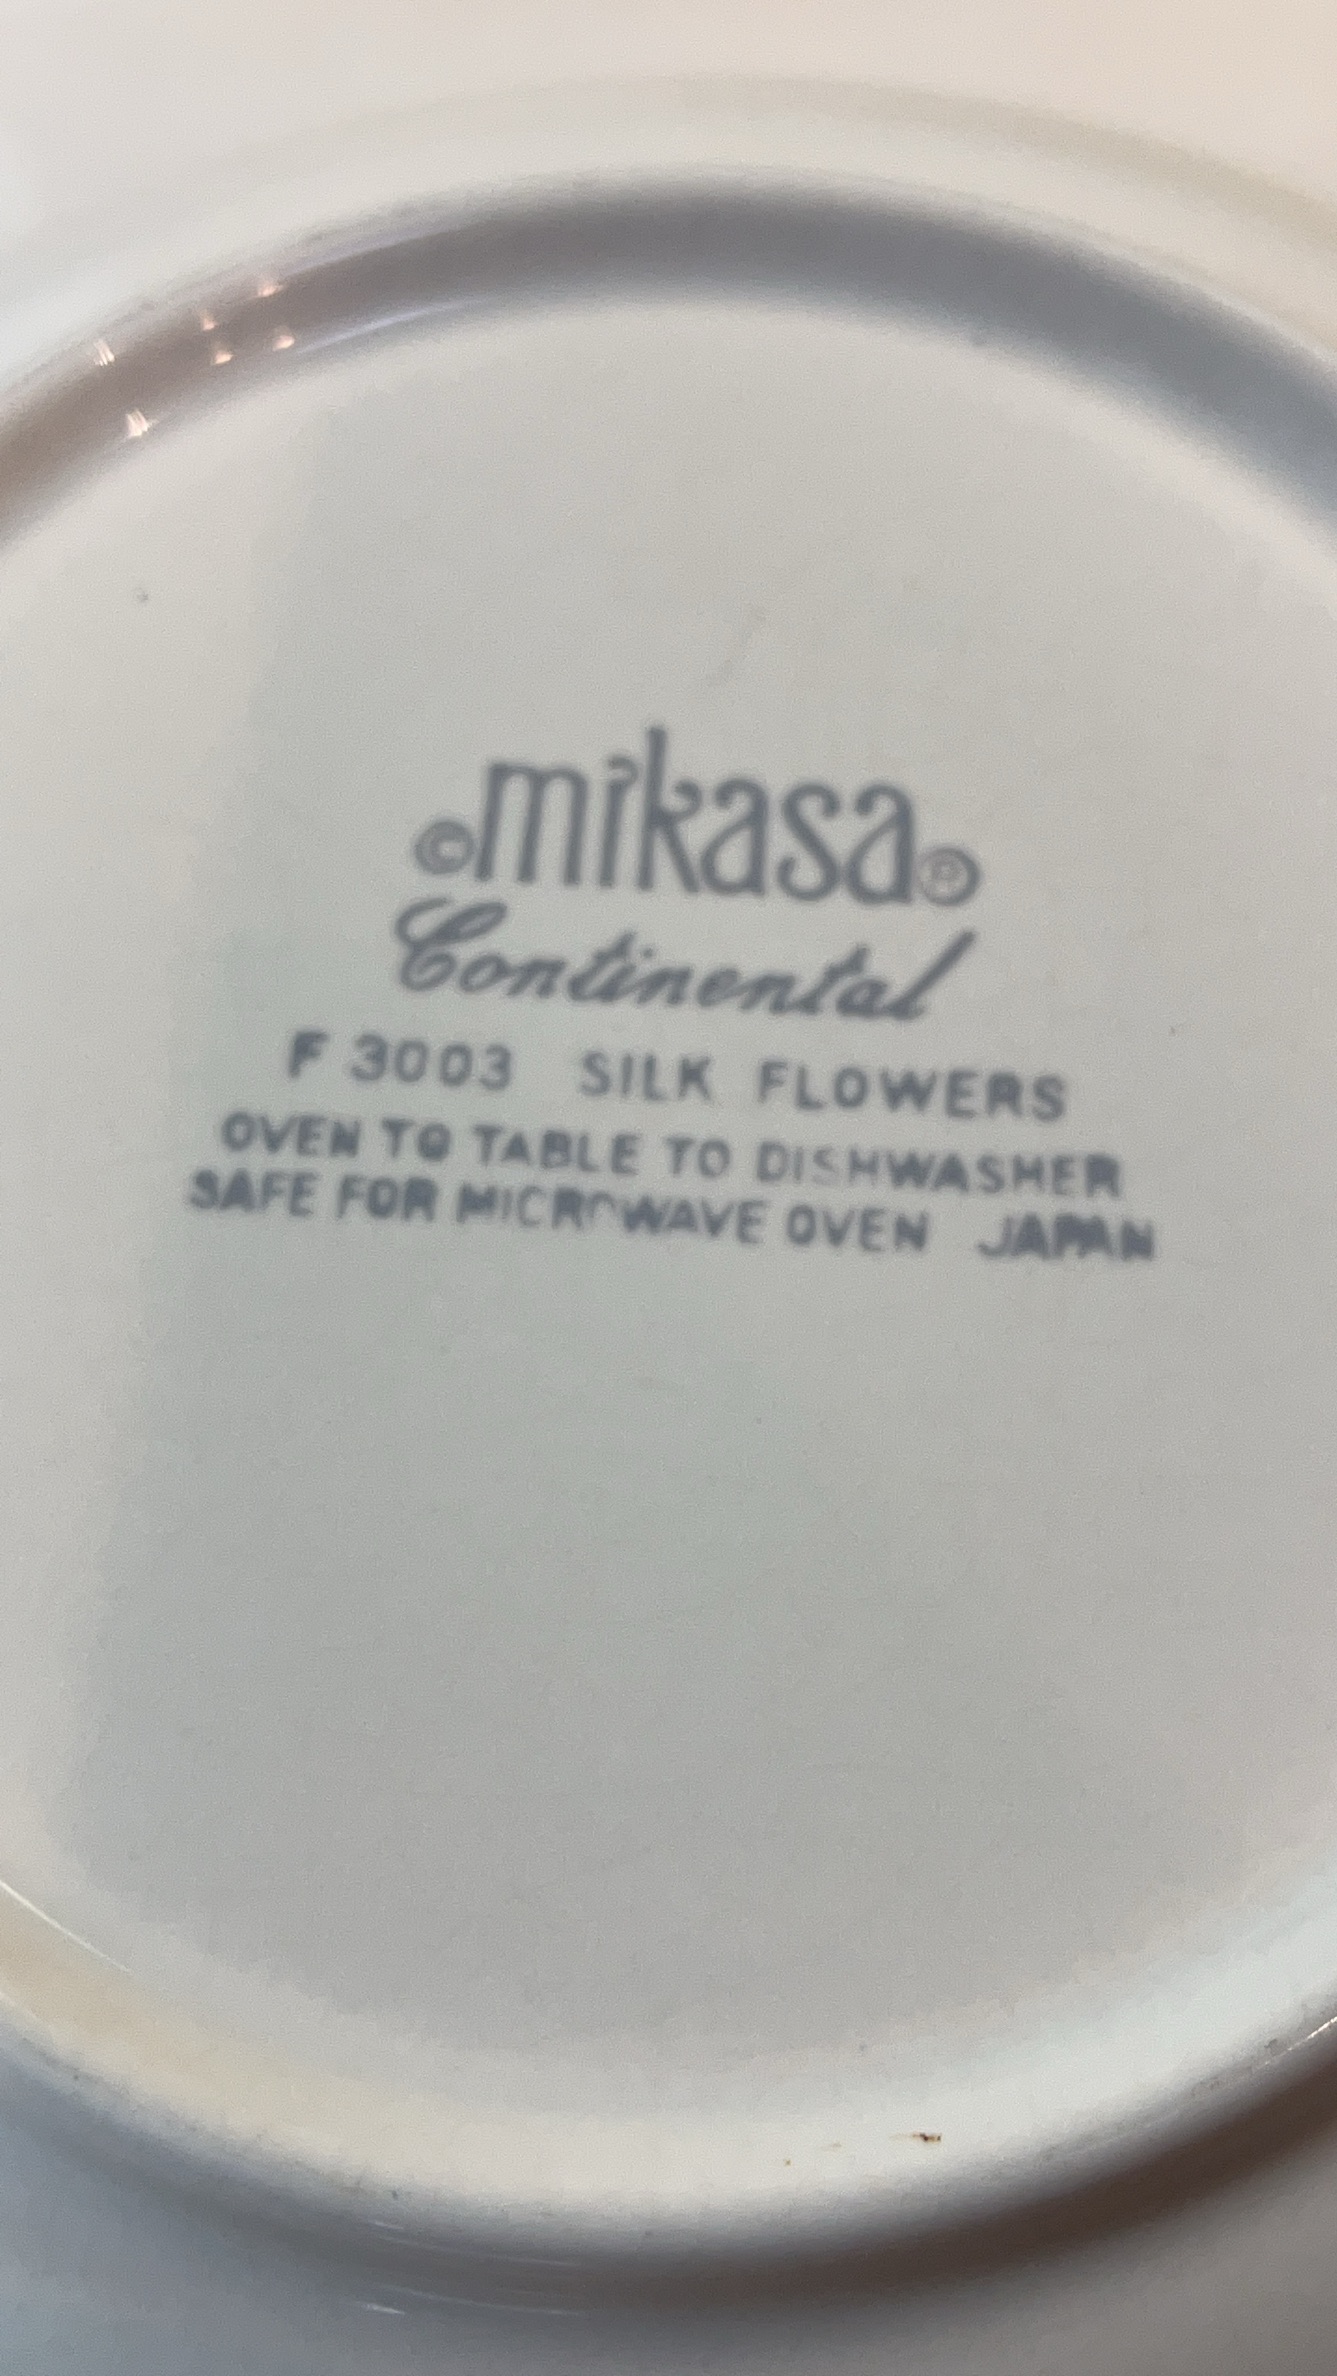 ©mikasa®
Continental
F 3003 SILK FLOWERS
OVEN TO TABLE TO DISHWASHER
SAFE FOR MICROWAVE OVEN JAPAN